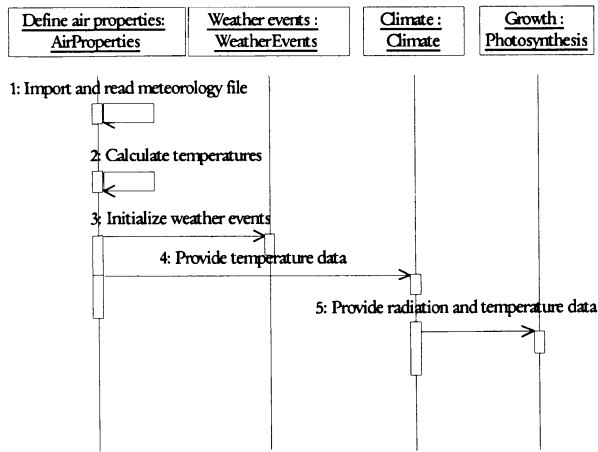 Define air properties:
AirProperties
Weather events :
WeatherEvents
Climate :
Climate
Growth :
Photosynthesis
1: Import and read meteorology file
2: Calculate temperatures
3: Initialize weather events
4: Provide temperature data
5: Provide radiation and temperature data